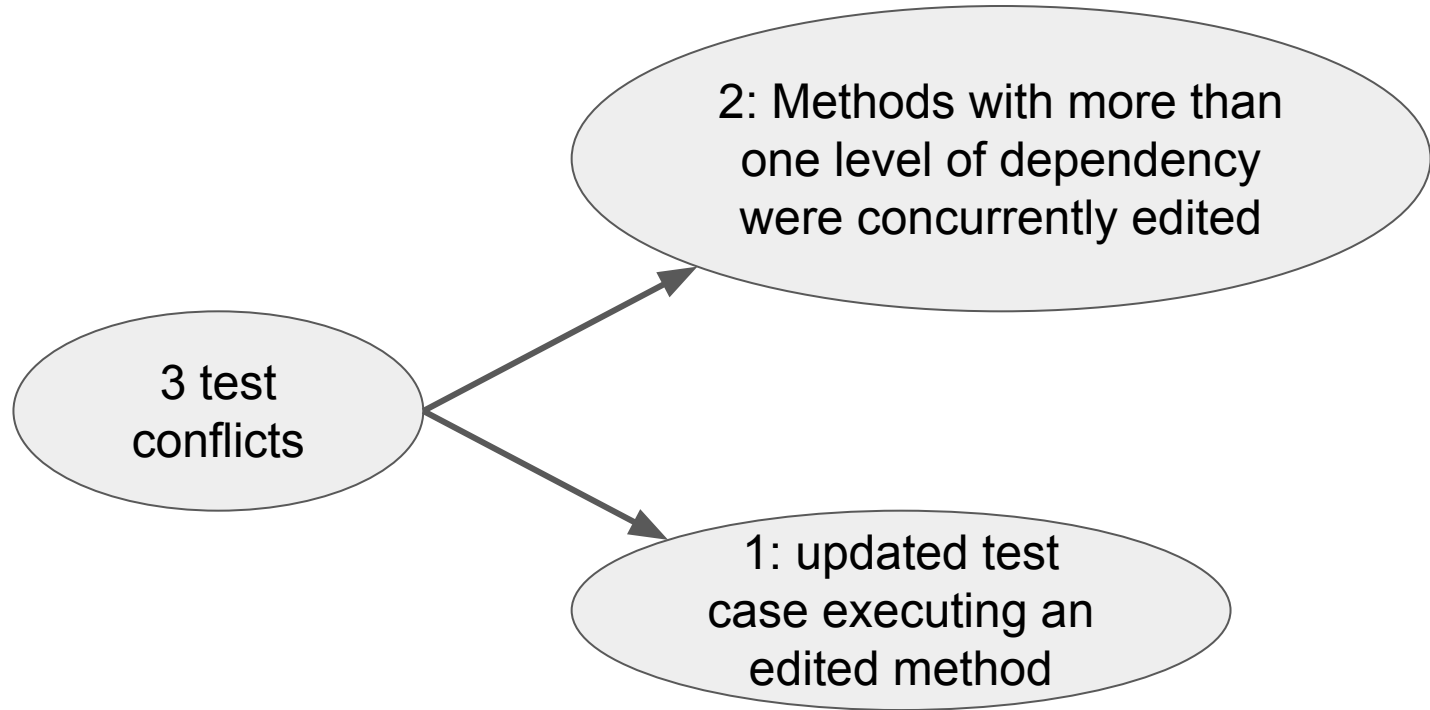 2: Methods with more than
one level of dependency
were concurrently edited
3 test
conflicts
1: updated test
case executing an
edited method